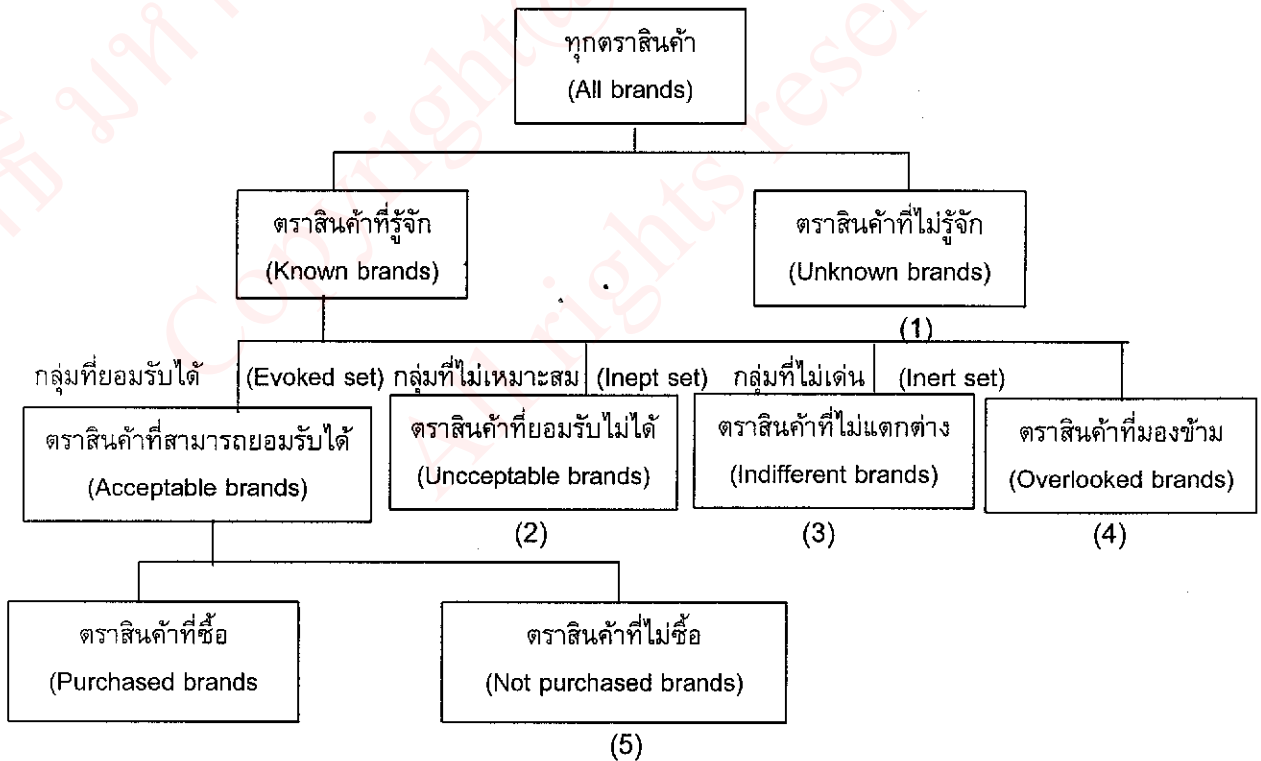 ทุกตราสินค้า
(All brands)
ตราสินค้าที่รู้จัก
(Known brands)
ตราสินค้าที่ไม่รู้จัก
(Unknown brands)
(1)
กลุ่มที่ยอมรับได้ (Evoked set) กลุ่มที่ไม่เหมาะสม (Inept set) กลุ่มที่ไม่เด่น (Inert set)
ตราสินค้าที่สามารถยอมรับได้
(Acceptable brands)
ตราสินค้าที่ยอมรับไม่ได้
(Uncceptable brands)
(2)
ตราสินค้าที่ไม่แตกต่าง
(Indifferent brands)
(3)
ตราสินค้าที่มองข้าม
(Overlooked brands)
(4)
ตราสินค้าที่ซื้อ
(Purchased brands
ตราสินค้าที่ไม่ซื้อ
(Not purchased brands)
(5)
Copyright@
All rights reser